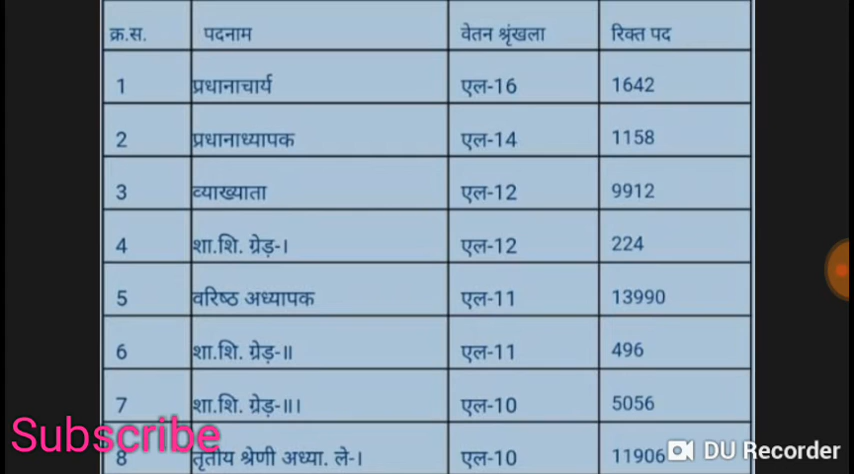 क्र.स. पदनाम वेतन श्रृंखला रिक्त पद
1 प्रधानाचार्य एल-16 1642
2 प्रधानाध्यापक एल-14 1158
3 व्याख्याता एल-12 9912
4 शा.शि. ग्रेड़-। एल-12 224
5 वरिष्ठ अध्यापक एल-11 13990
6 शा.शि. ग्रेड़-॥ एल-11 496
7 शा.शि. ग्रेड़-॥। एल-10 5056
8 तृतीय श्रेणी अध्या. ले-। एल-10 11906
Subscribe
DU Recorder